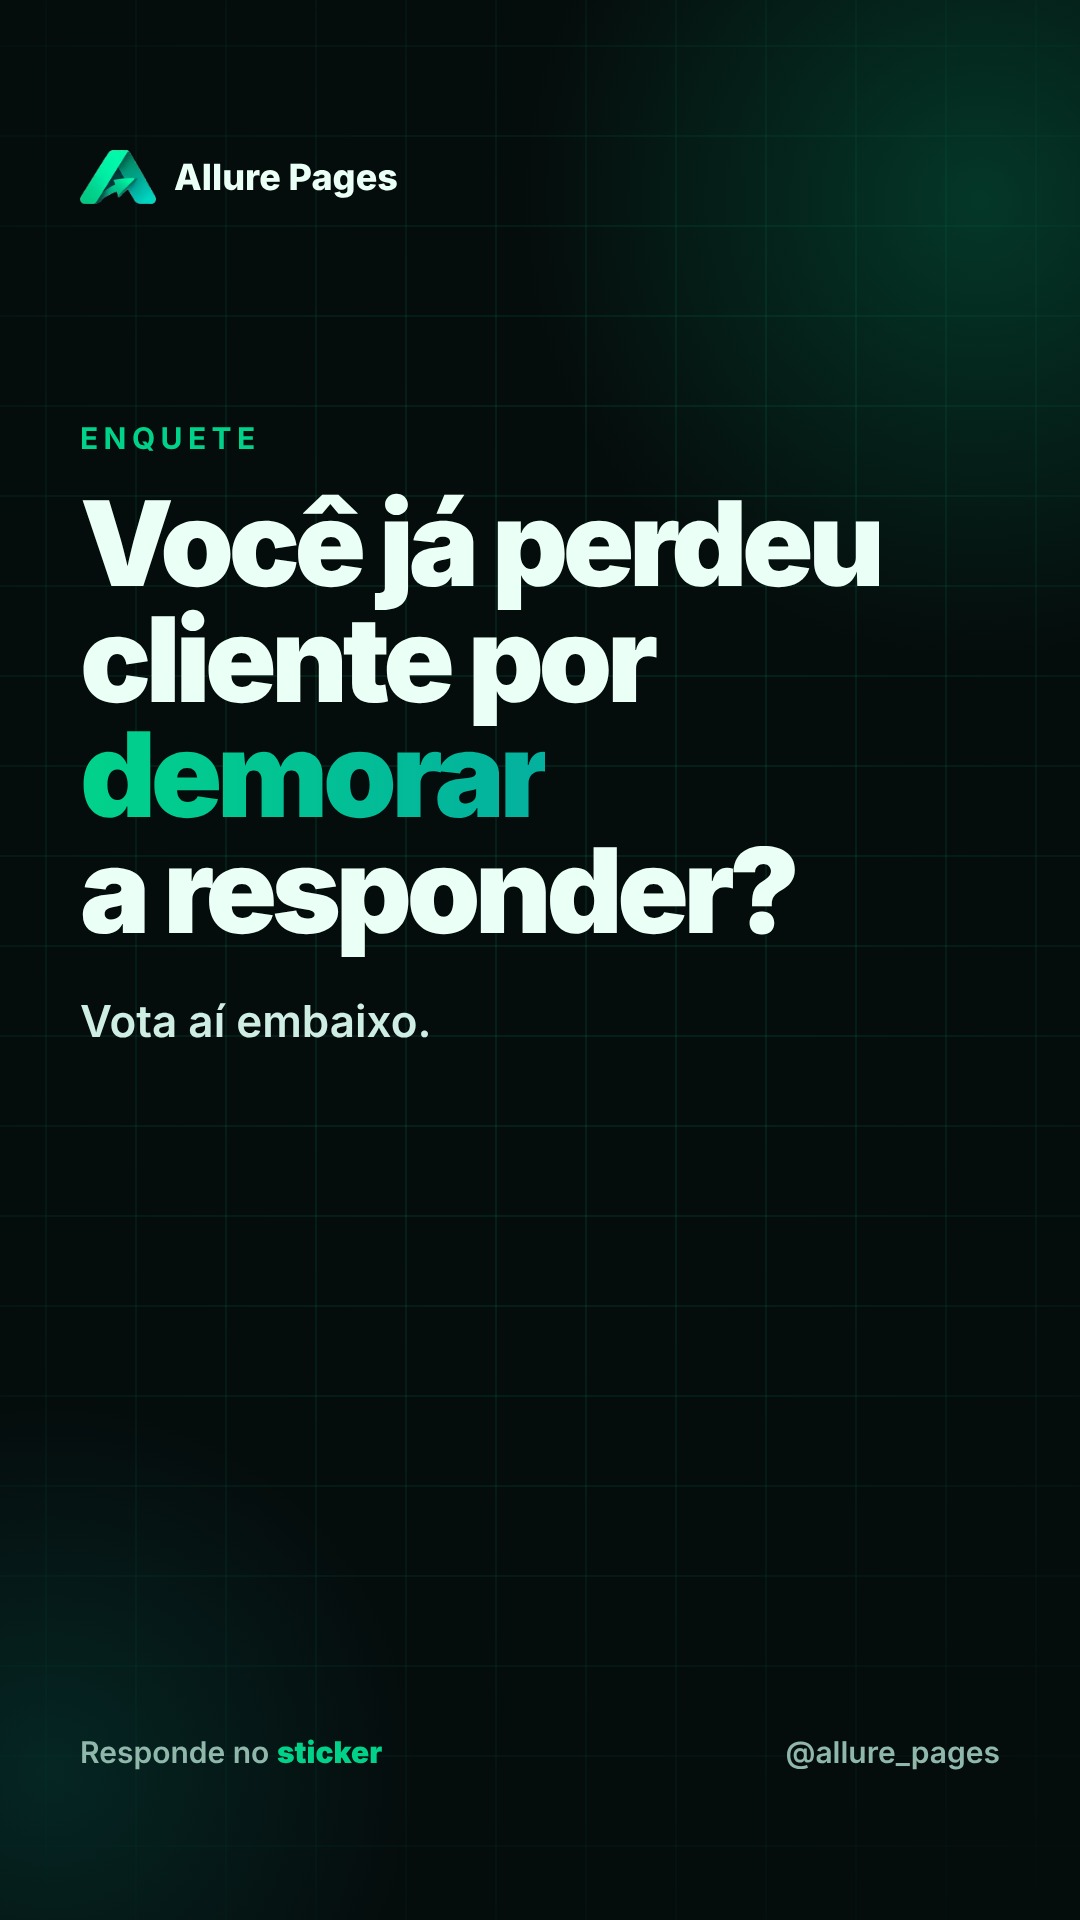 Allure Pages
ENQUETE
Você já perdeu
cliente por
demorar
a responder?
Vota aí embaixo.
Responde no sticker
@allure_pages